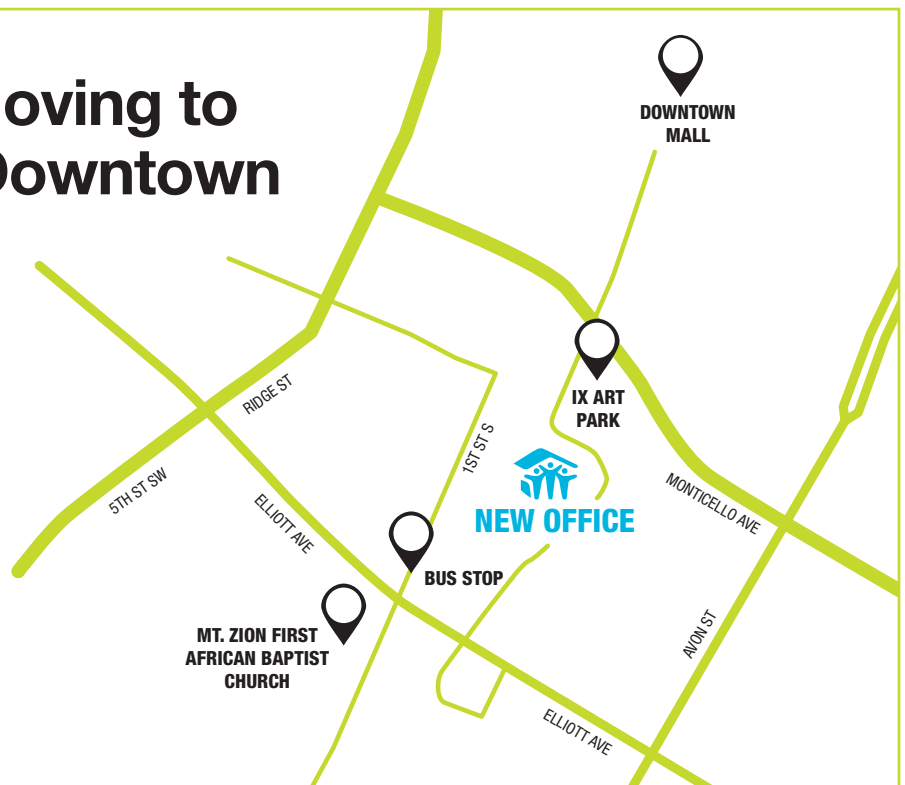 oving to
Downtown
DOWNTOWN
MALL
IX ART
PARK
RIDGE ST
1ST ST S
5TH ST SW
ELLIOTT AVE
MONTICELLO AVE
NEW OFFICE
BUS STOP
MT. ZION FIRST
AFRICAN BAPTIST
CHURCH
AVON ST
ELLIOTT AVE